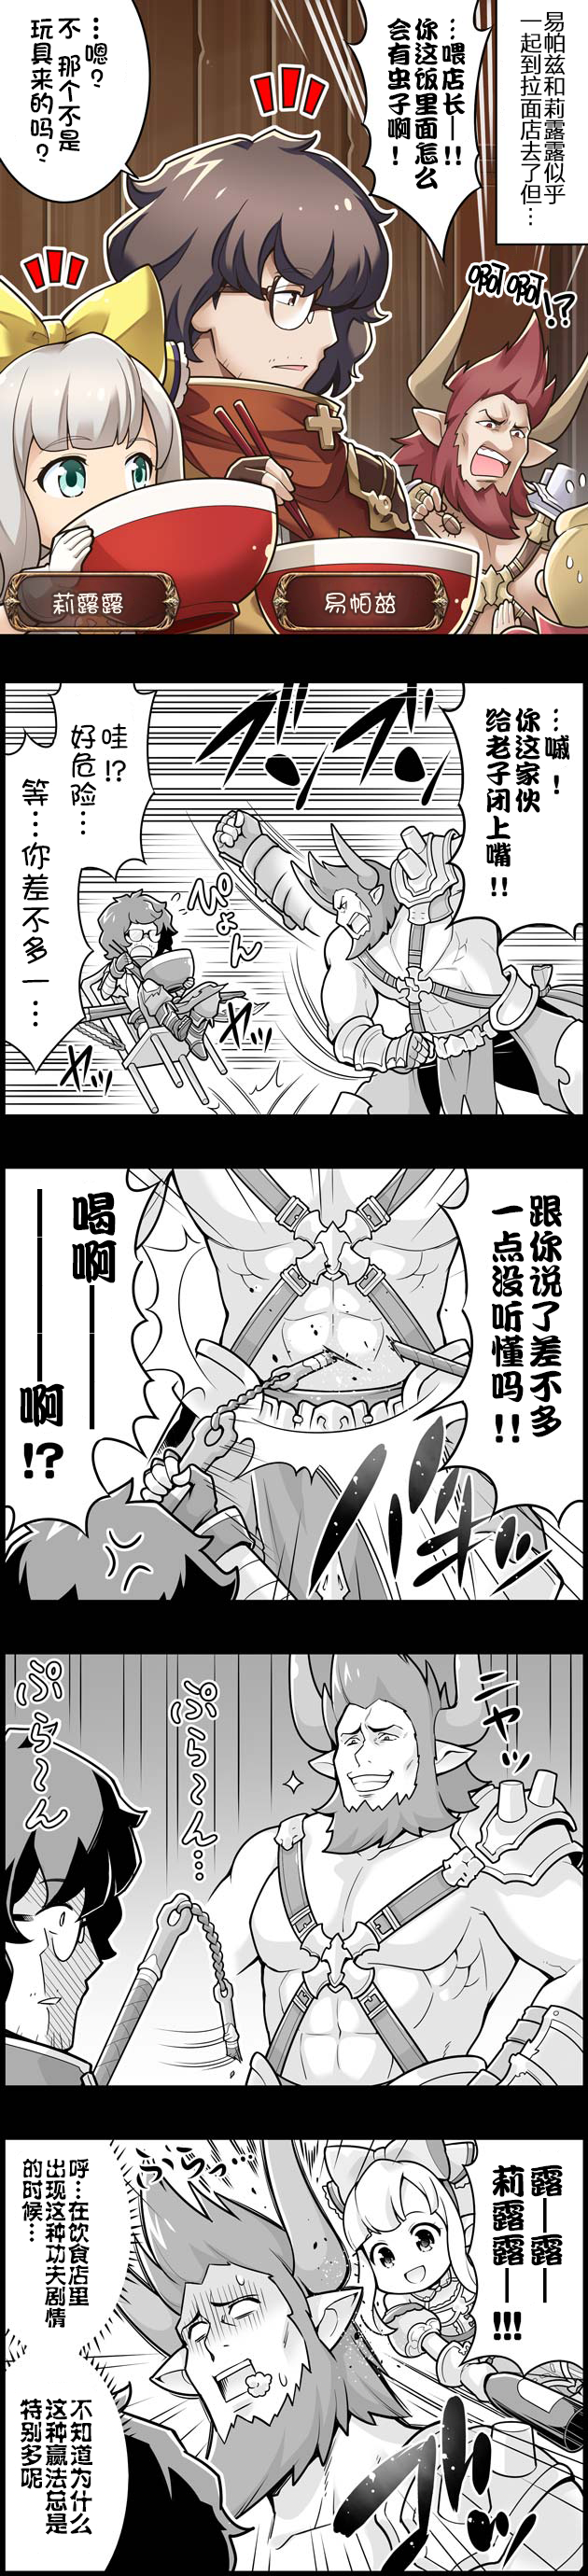 易帕兹和莉露露似乎
一起到拉面店去了但…
…喂店长—!!
你这饭里面怎么
会有虫子啊!
…嗯?
不 那个不是
玩具来的吗?
啊啊!?
莉露露
易帕兹
…喊!
你这家伙
给老子闭上嘴!!
ブンッ
哇!?
好危险…
等…你差不多一…
ぴょん
ヤッ
ヤッ
跟你说了差不多
一点没听懂吗!!
喝啊————啊!?
バギッ
ニヤッ
ぷら〜ん…
ぷら〜ん
露—露—
莉露露—!!!
ふらっ…
呼…在饮食店里
出现这种功夫剧情
的时候…
不知道为什么
这种赢法总是
特别多呢